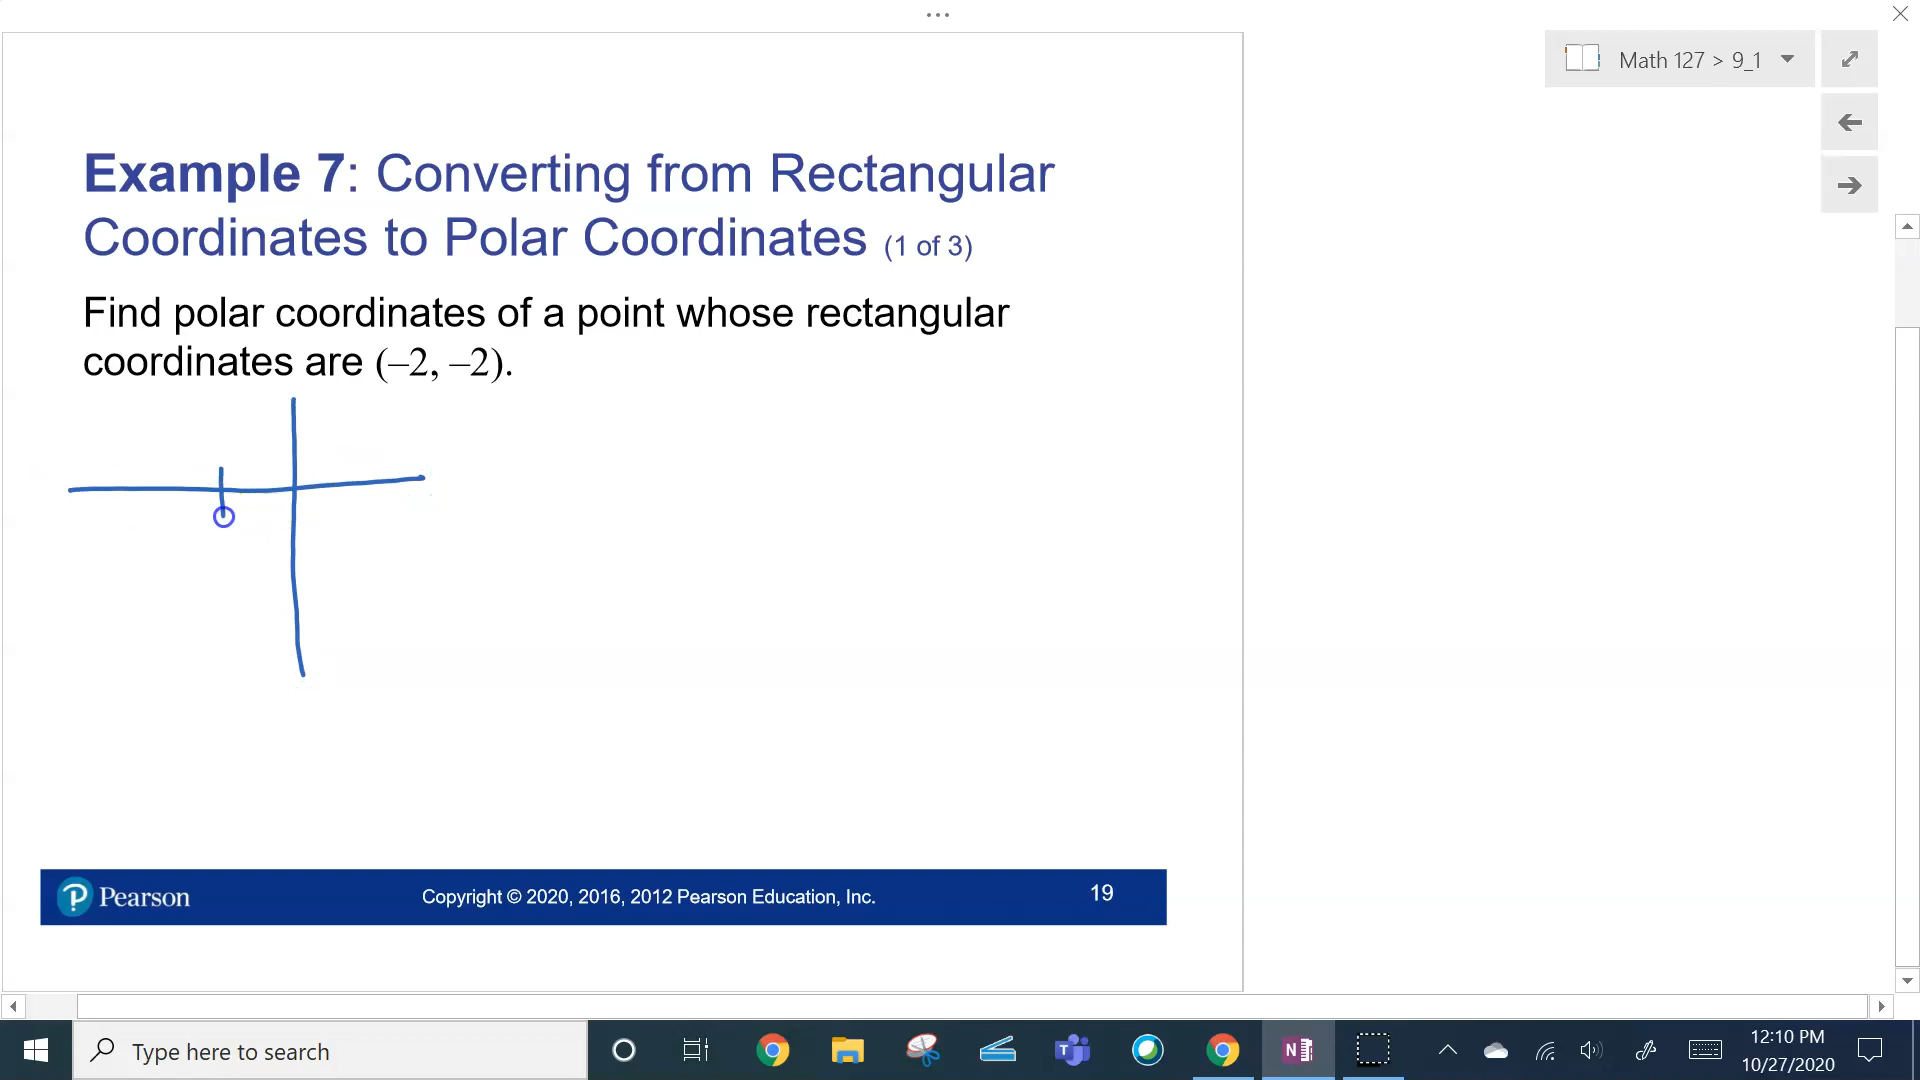 ...
Math 127 > 9_1
Example 7: Converting from Rectangular
Coordinates to Polar Coordinates (1 of 3)
Find polar coordinates of a point whose rectangular
coordinates are (–2, –2).
Pearson
Copyright © 2020, 2016, 2012 Pearson Education, Inc.
19
Type here to search
12:10 PM
10/27/2020